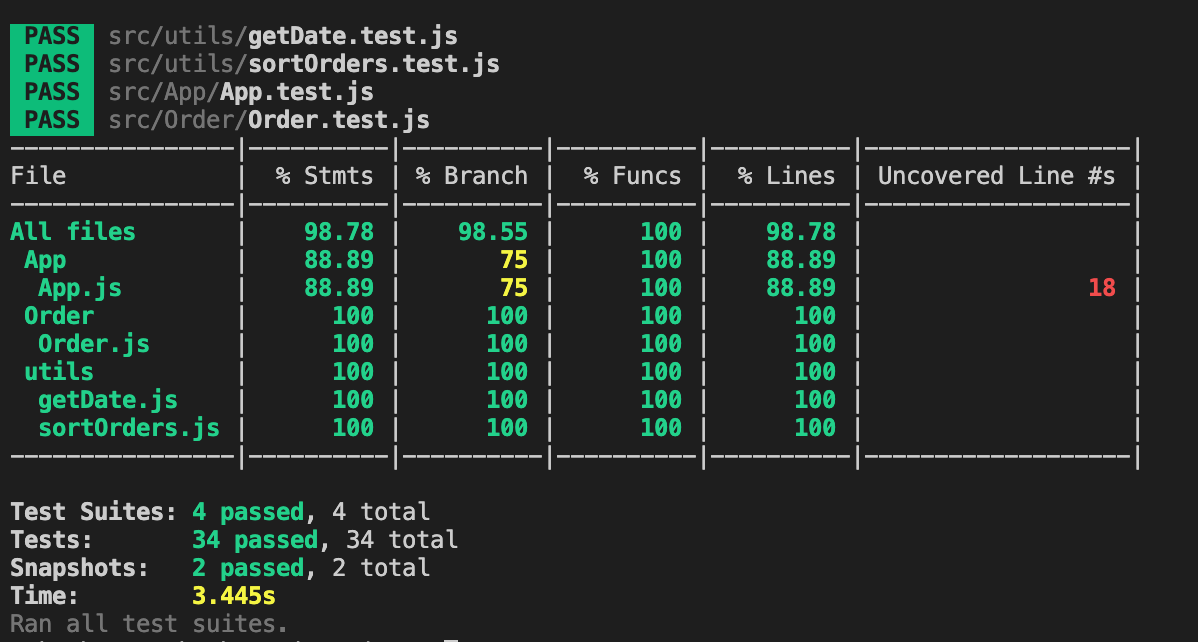 PASS src/utils/getDate.test.js
PASS src/utils/sortOrders.test.js
PASS src/App/App.test.js
PASS src/Order/Order.test.js
----------------|----------|----------|----------|----------|-------------------|
File            |  % Stmts | % Branch |  % Funcs |  % Lines | Uncovered Line #s |
----------------|----------|----------|----------|----------|-------------------|
All files       |    98.78 |    98.55 |      100 |    98.78 |                   |
 App            |    88.89 |       75 |      100 |    88.89 |                   |
  App.js        |    88.89 |       75 |      100 |    88.89 |                18 |
 Order          |      100 |      100 |      100 |      100 |                   |
  Order.js      |      100 |      100 |      100 |      100 |                   |
 utils          |      100 |      100 |      100 |      100 |                   |
  getDate.js    |      100 |      100 |      100 |      100 |                   |
  sortOrders.js |      100 |      100 |      100 |      100 |                   |
----------------|----------|----------|----------|----------|-------------------|
Test Suites: 4 passed, 4 total
Tests:       34 passed, 34 total
Snapshots:   2 passed, 2 total
Time:        3.445s
Ran all test suites.